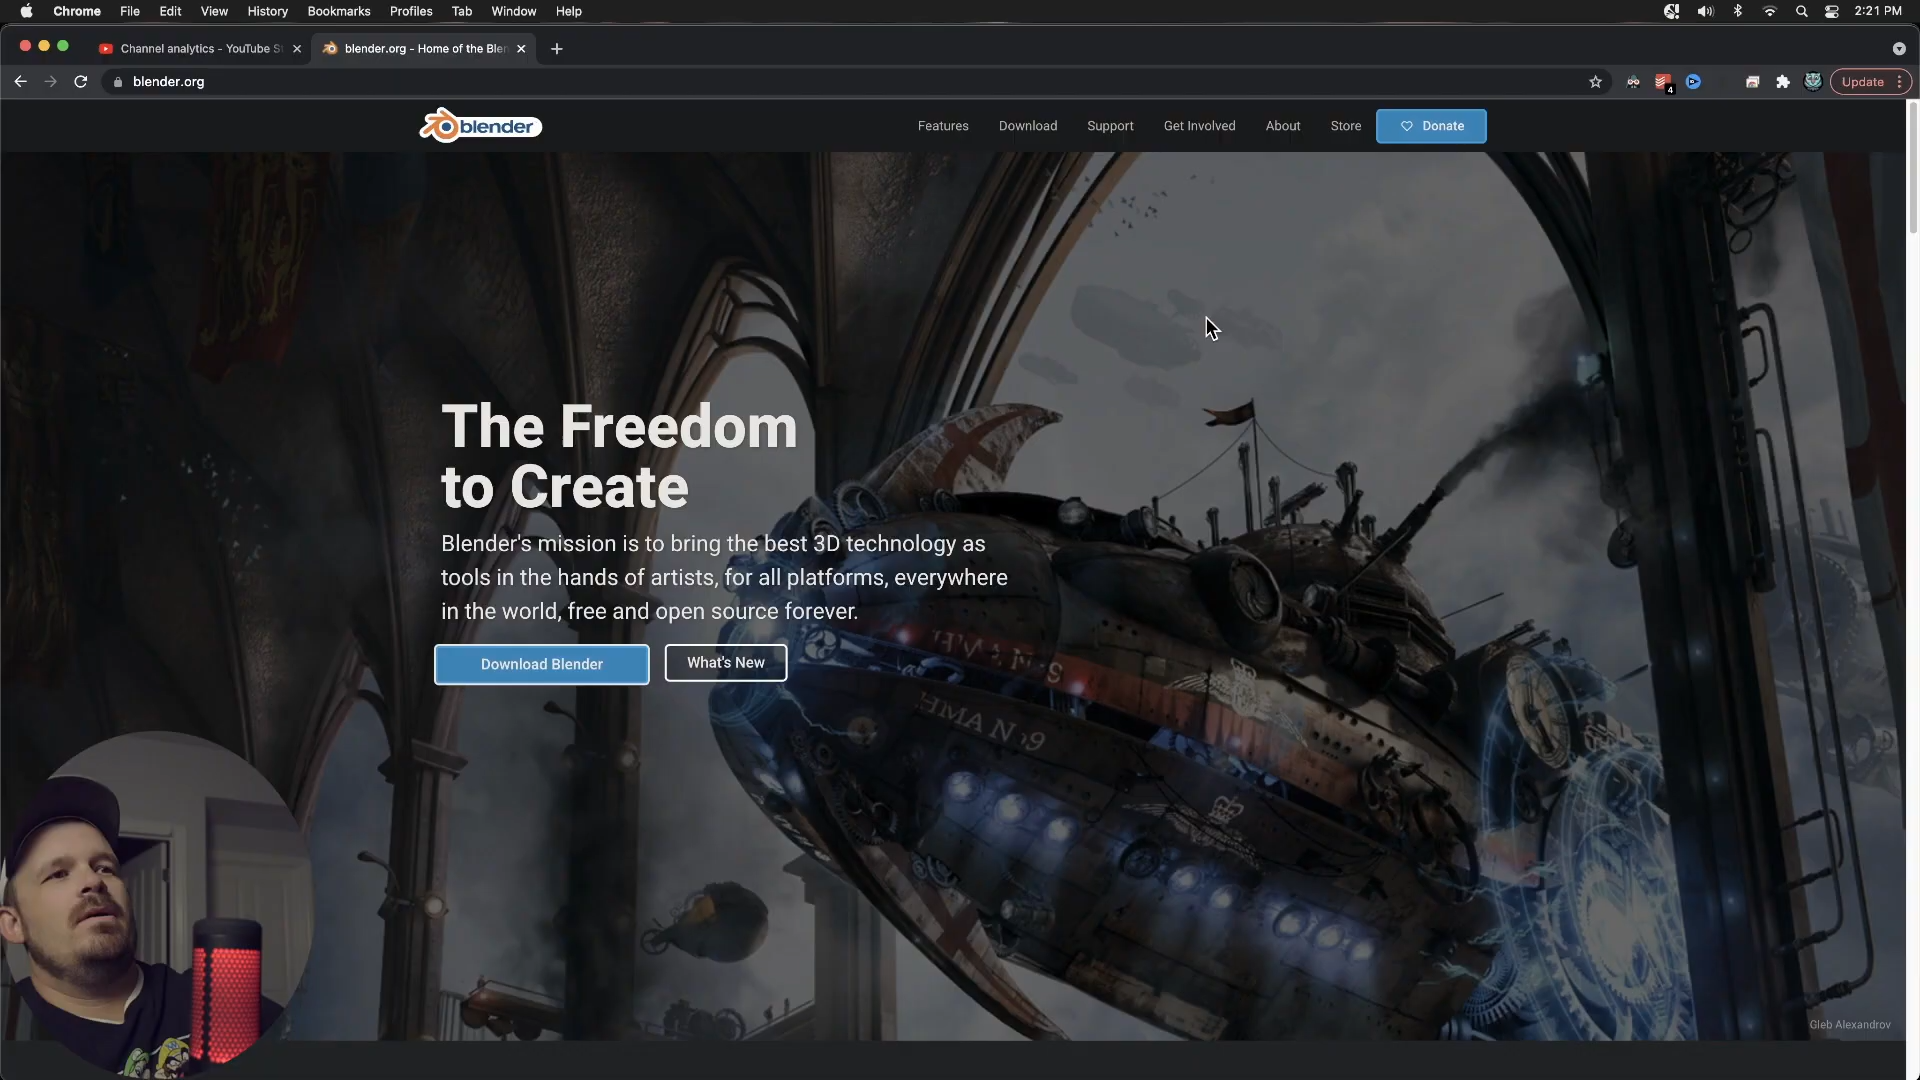 Chrome File Edit View History Bookmarks Profiles Tab Window Help 2:21 PM
Channel analytics - YouTube S
blender.org - Home of the Blen
blender.org
4
Update
blender
Features Download Support Get Involved About Store Donate
The Freedom
to Create
Blender's mission is to bring the best 3D technology as
tools in the hands of artists, for all platforms, everywhere
in the world, free and open source forever.
Download Blender What's New
Gleb Alexandrov